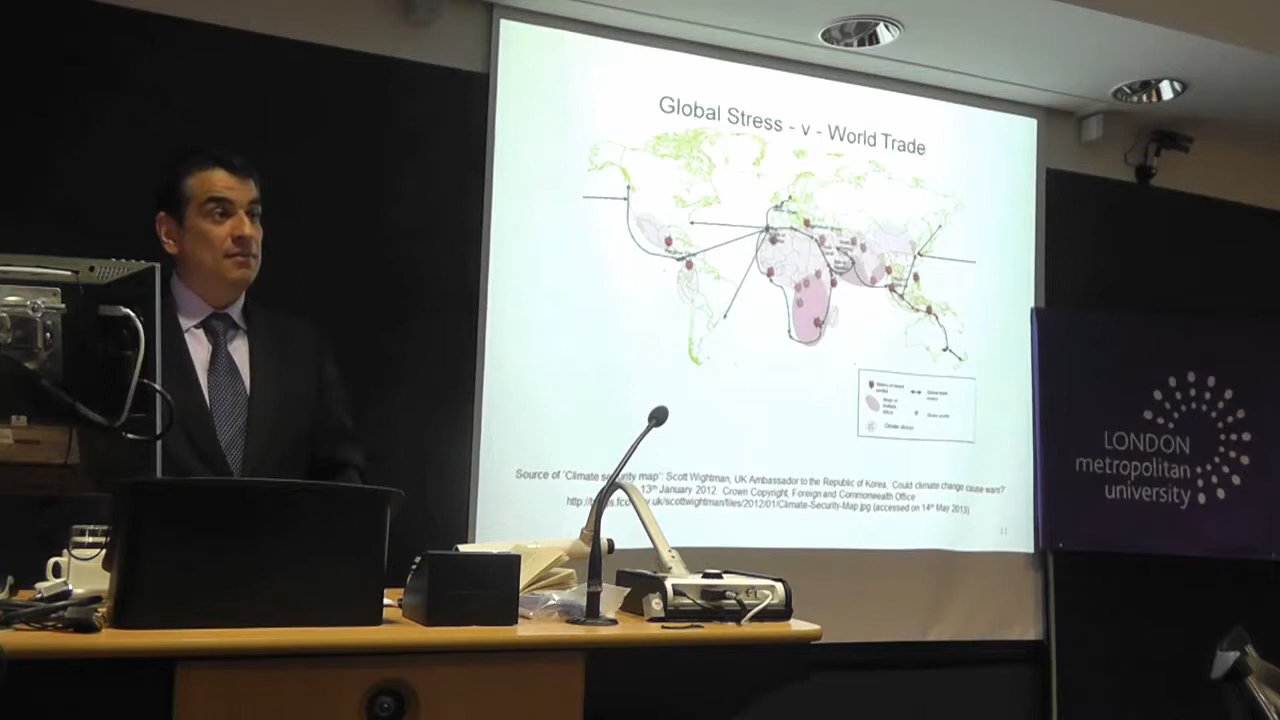 Global Stress - v - World Trade
Source of 'Climate security map': Scott Wightman, UK Ambassador to the Republic of Korea, 'Could climate change cause wars?'
13th January 2012 Crown Copyright, Foreign and Commonwealth Office
.uk/scottwightman/files/2012/01/Climate-Security-Map.jpg (accessed on 14th May 2013)
11
LONDON
metropolitan
university